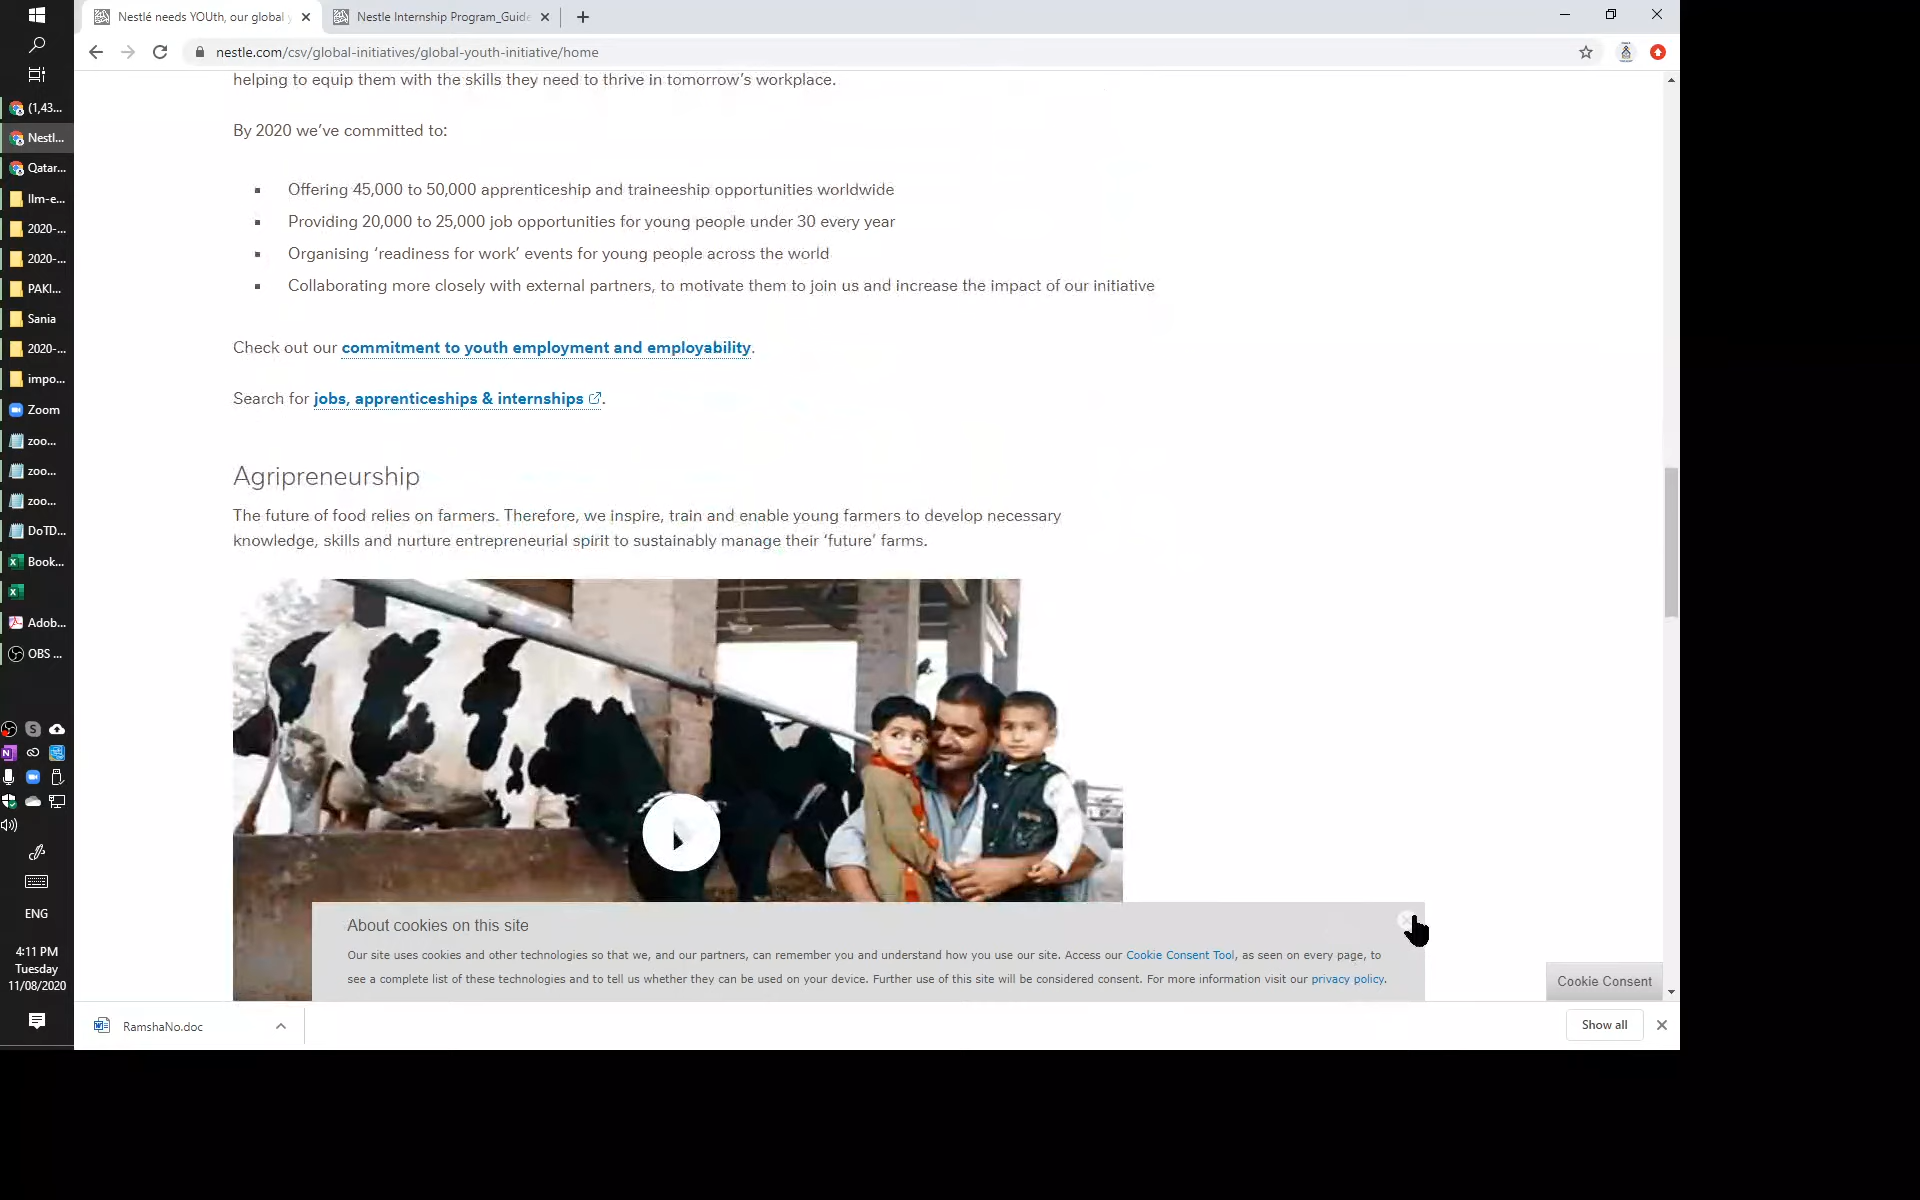 Nestlé needs YOUth, our global
Nestle Internship Program_Guide
nestle.com/csv/global-initiatives/global-youth-initiative/home
(1,43...
Nestl...
Qatar...
llm-e...
2020-...
2020-...
PAKI...
Sania
2020-...
impo...
Zoom
zoo...
zoo...
zoo...
DoTD...
Book...
Adob...
OBS ...
ENG
4:11 PM
Tuesday
11/08/2020
helping to equip them with the skills they need to thrive in tomorrow’s workplace.
By 2020 we’ve committed to:
▪ Offering 45,000 to 50,000 apprenticeship and traineeship opportunities worldwide
▪ Providing 20,000 to 25,000 job opportunities for young people under 30 every year
▪ Organising ‘readiness for work’ events for young people across the world
▪ Collaborating more closely with external partners, to motivate them to join us and increase the impact of our initiative
Check out our commitment to youth employment and employability.
Search for jobs, apprenticeships & internships.
Agripreneurship
The future of food relies on farmers. Therefore, we inspire, train and enable young farmers to develop necessary
knowledge, skills and nurture entrepreneurial spirit to sustainably manage their ‘future’ farms.
About cookies on this site
Our site uses cookies and other technologies so that we, and our partners, can remember you and understand how you use our site. Access our Cookie Consent Tool, as seen on every page, to
see a complete list of these technologies and to tell us whether they can be used on your device. Further use of this site will be considered consent. For more information visit our privacy policy.
Cookie Consent
RamshaNo.doc
Show all